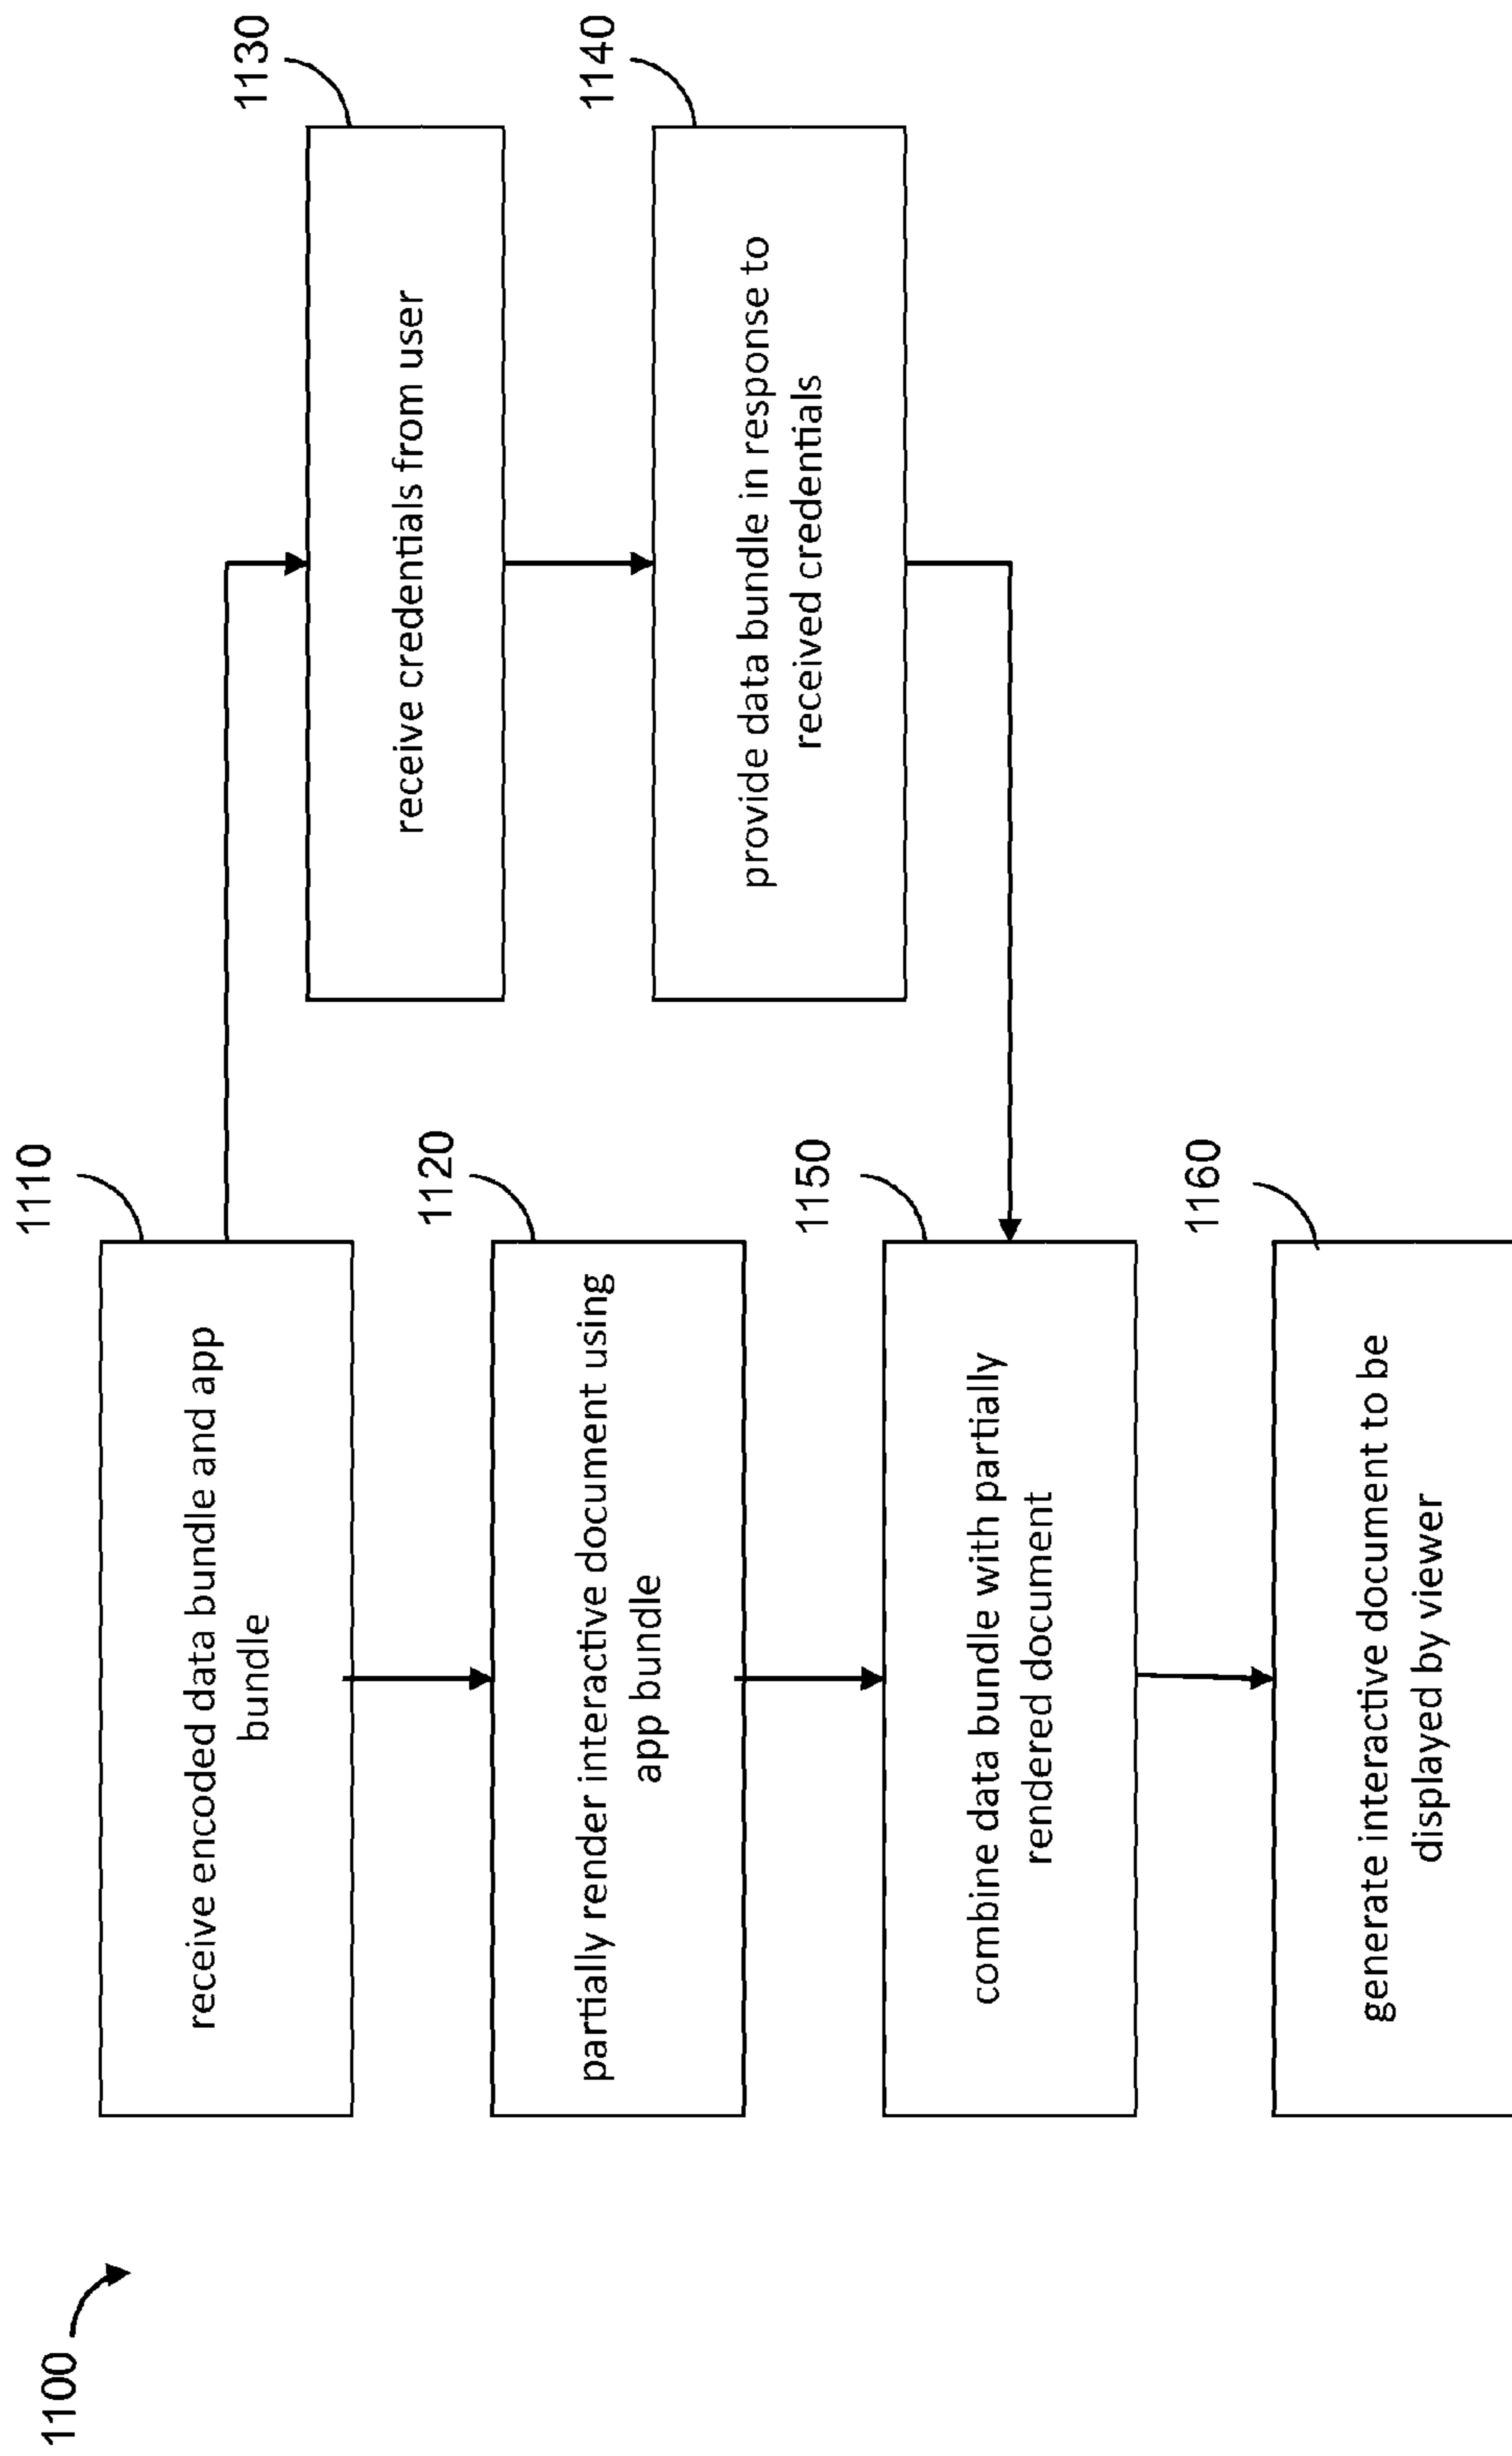 1100
1110
receive encoded data bundle and app
bundle
1120
partially render interactive document using
app bundle
1130
receive credentials from user
1140
provide data bundle in response to
received credentials
1150
combine data bundle with partially
rendered document
1160
generate interactive document to be
displayed by viewer